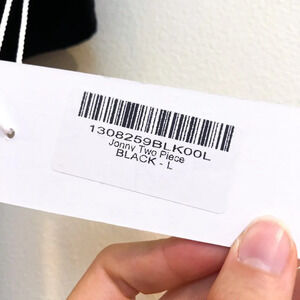 1308259BLK00L
Jonny Two Piece
BLACK - L